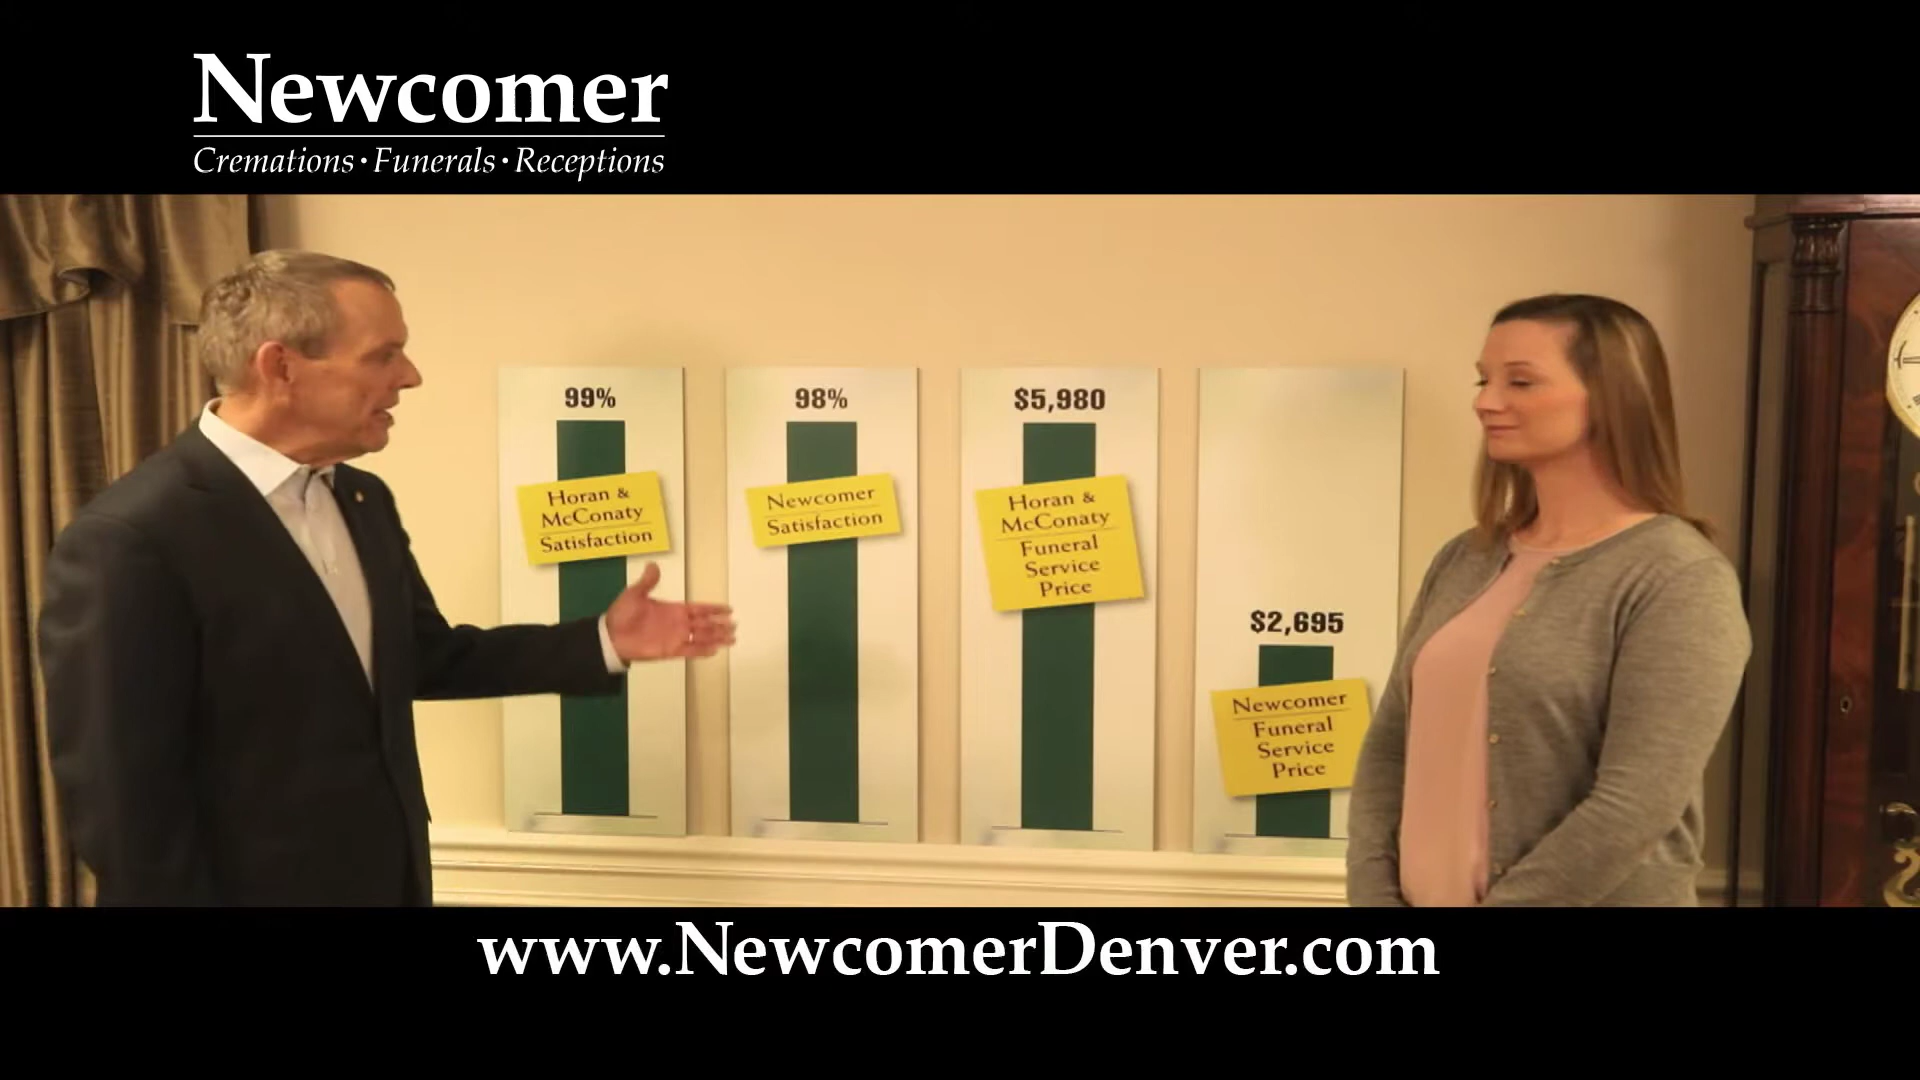 Newcomer
Cremations · Funerals · Receptions
99%
Horan &
McConaty
Satisfaction
98%
Newcomer
Satisfaction
$5,980
Horan &
McConaty
Funeral
Service
Price
$2,695
Newcomer
Funeral
Service
Price
www.NewcomerDenver.com